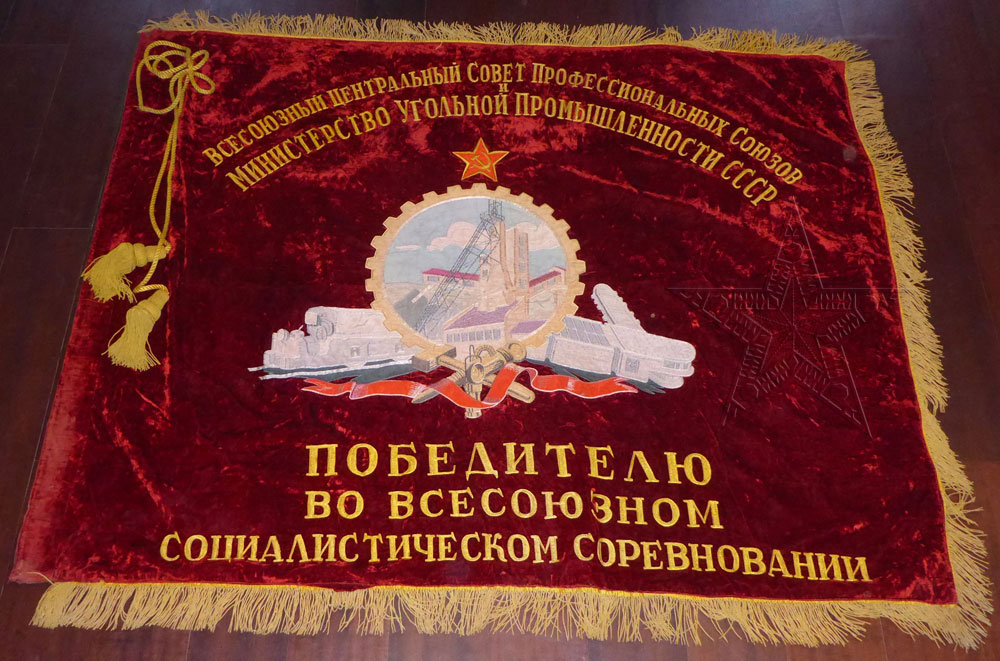 Всесоюзный Центральный Совет Профессиональных Союзов
и
Министерство Угольной Промышленности СССР
ПОБЕДИТЕЛЮ
ВО ВСЕСОЮЗНОМ
СОЦИАЛИСТИЧЕСКОМ СОРЕВНОВАНИИ